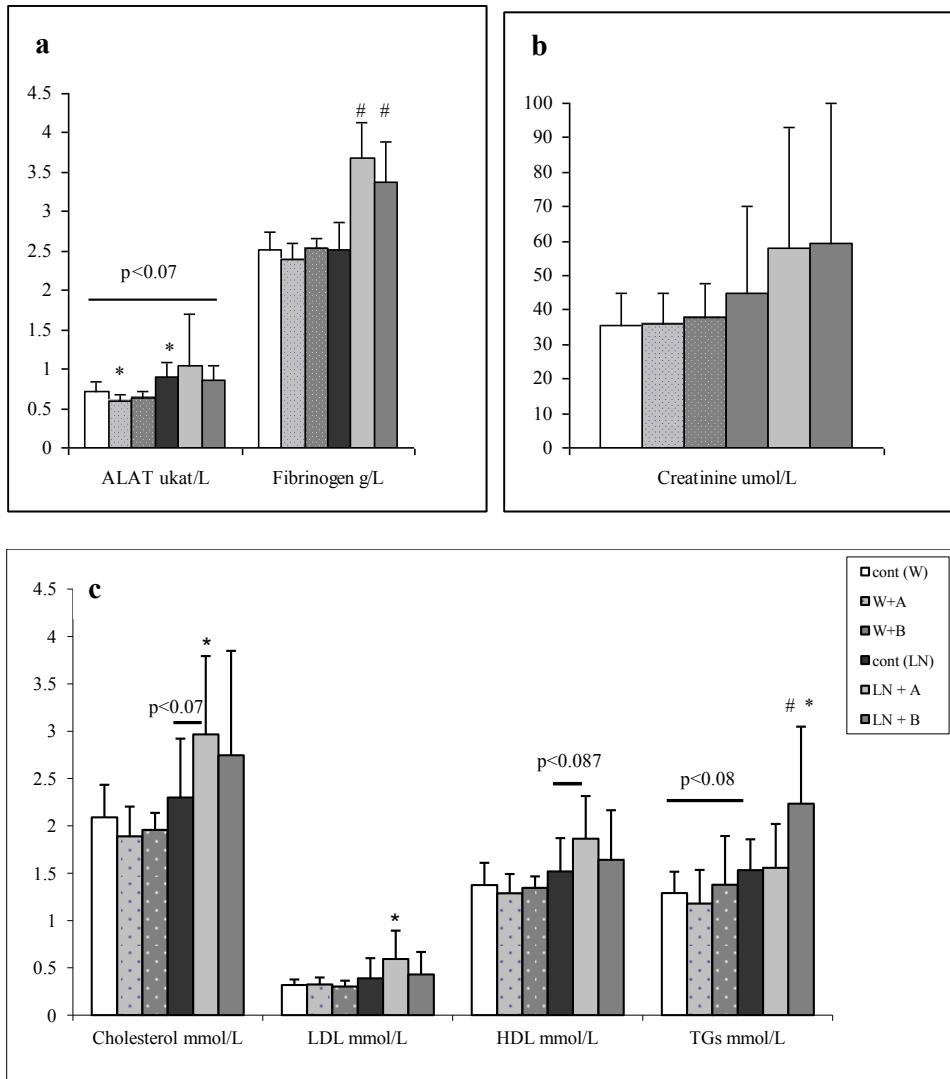 a
4.5
4
3.5
3
2.5
2
1.5
1
0.5
0
# #
p<0.07
* *
ALAT ukat/L Fibrinogen g/L
b
100
90
80
70
60
50
40
30
20
10
0
Creatinine umol/L
c
4.5
4
3.5
3
2.5
2
1.5
1
0.5
0
p<0.07
*
*
p<0.087
p<0.08
# *
Cholesterol mmol/L LDL mmol/L HDL mmol/L TGs mmol/L
cont (W)
W+A
W+B
cont (LN)
LN + A
LN + B